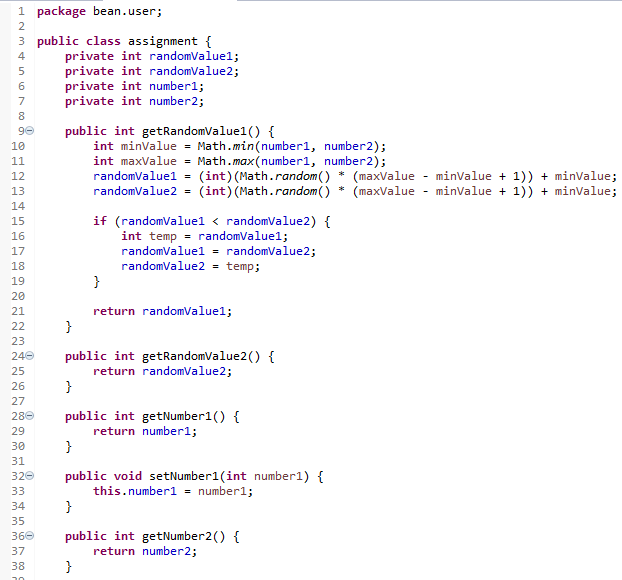 1 package bean.user;
2
3 public class assignment {
4 private int randomValue1;
5 private int randomValue2;
6 private int number1;
7 private int number2;
8
9 public int getRandomValue1() {
10 int minValue = Math.min(number1, number2);
11 int maxValue = Math.max(number1, number2);
12 randomValue1 = (int)(Math.random() * (maxValue - minValue + 1)) + minValue;
13 randomValue2 = (int)(Math.random() * (maxValue - minValue + 1)) + minValue;
14
15 if (randomValue1 < randomValue2) {
16 int temp = randomValue1;
17 randomValue1 = randomValue2;
18 randomValue2 = temp;
19 }
20
21 return randomValue1;
22 }
23
24 public int getRandomValue2() {
25 return randomValue2;
26 }
27
28 public int getNumber1() {
29 return number1;
30 }
31
32 public void setNumber1(int number1) {
33 this.number1 = number1;
34 }
35
36 public int getNumber2() {
37 return number2;
38 }